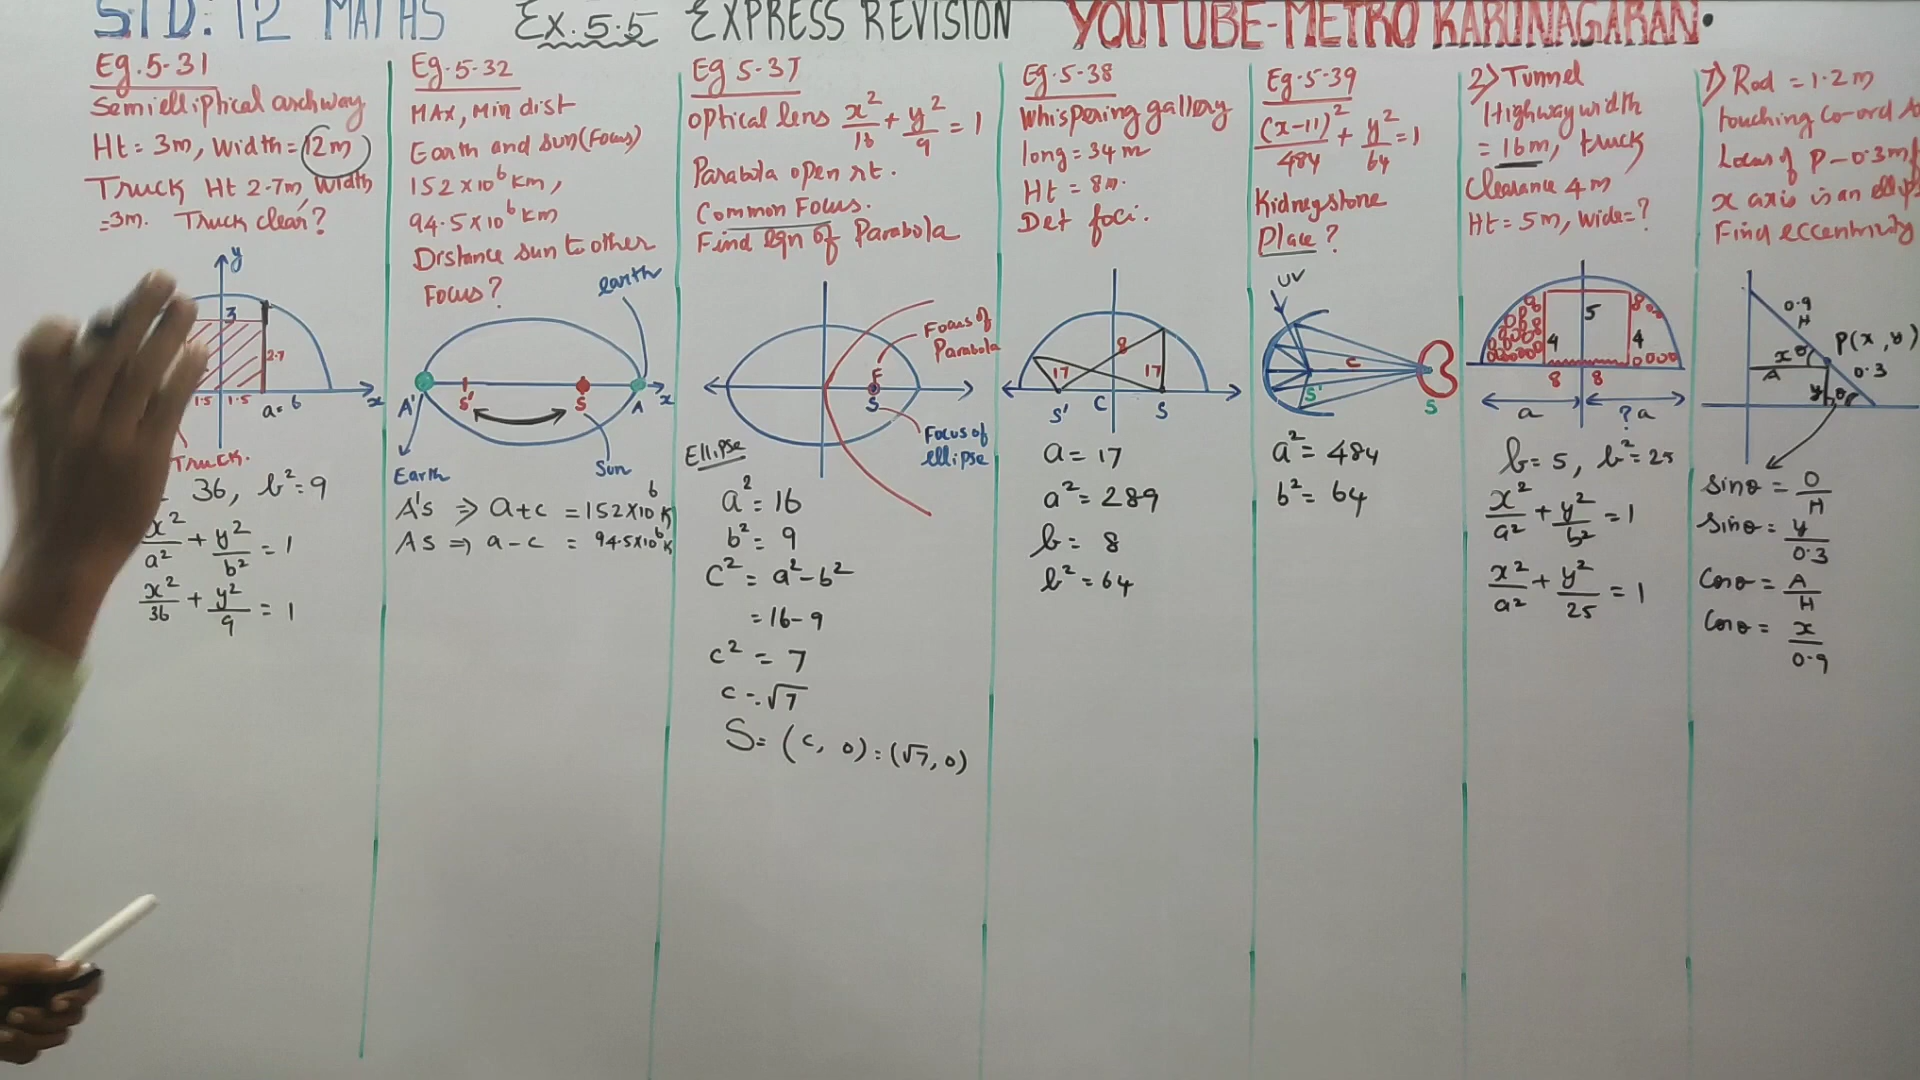 STD: 12 MATHS EX.5.5 EXPRESS REVISION YOUTUBE-METRO KARUNAGARAN.
Eg.5-31
Semielliptical archway
Ht = 3m, Width = 12m
Truck Ht 2.7m, Width
=3m. Truck clear?
y
3
2.7
1.5 1.5 a=6 x
Truck.
36, b²=9
x²/a² + y²/b² = 1
x²/36 + y²/9 = 1
Eg.5-32
MAX, Min dist
Earth and Sun(Focus)
152×10⁶ km,
94.5×10⁶ km
Distance Sun to other
Focus?
earth
A' S' S A x
Earth Sun
A'S ⇒ a+c = 152×10⁶ K
AS ⇒ a-c = 94.5×10⁶ K
Eg 5-37
Optical lens x²/16 + y²/9 = 1
Parabola open rt.
Common Focus.
Find Eqn of Parabola
Focus of
Parabola
F
S
Focus of
ellipse
Ellipse
a² = 16
b² = 9
C² = a²-b²
= 16-9
c² = 7
c = √7
S = (c, 0) = (√7, 0)
Eg.5-38
Whispering gallery
long = 34m
Ht = 8m.
Det foci.
8
17 17
S' C S
a = 17
a² = 289
b = 8
b² = 64
Eg.5-39
(x-11)²/484 + y²/64 = 1
Kidneystone
Place?
UV
C
S' S
a² = 484
b² = 64
2) Tunnel
Highway width
= 16m, truck
Clearance 4m
Ht = 5m, wide=?
5
4 4
8 8
a ? a
b = 5, b² = 25
x²/a² + y²/b² = 1
x²/a² + y²/25 = 1
Rod = 1.2m
touching Co-ord
Locus of P-0.3m
x axis is an
Find eccentricity
0.9
H
P(x, y)
x θ
A 0.3
y θ
Sinθ = O/H
Sinθ = y/0.3
Cosθ = A/H
Cosθ = x/0.9